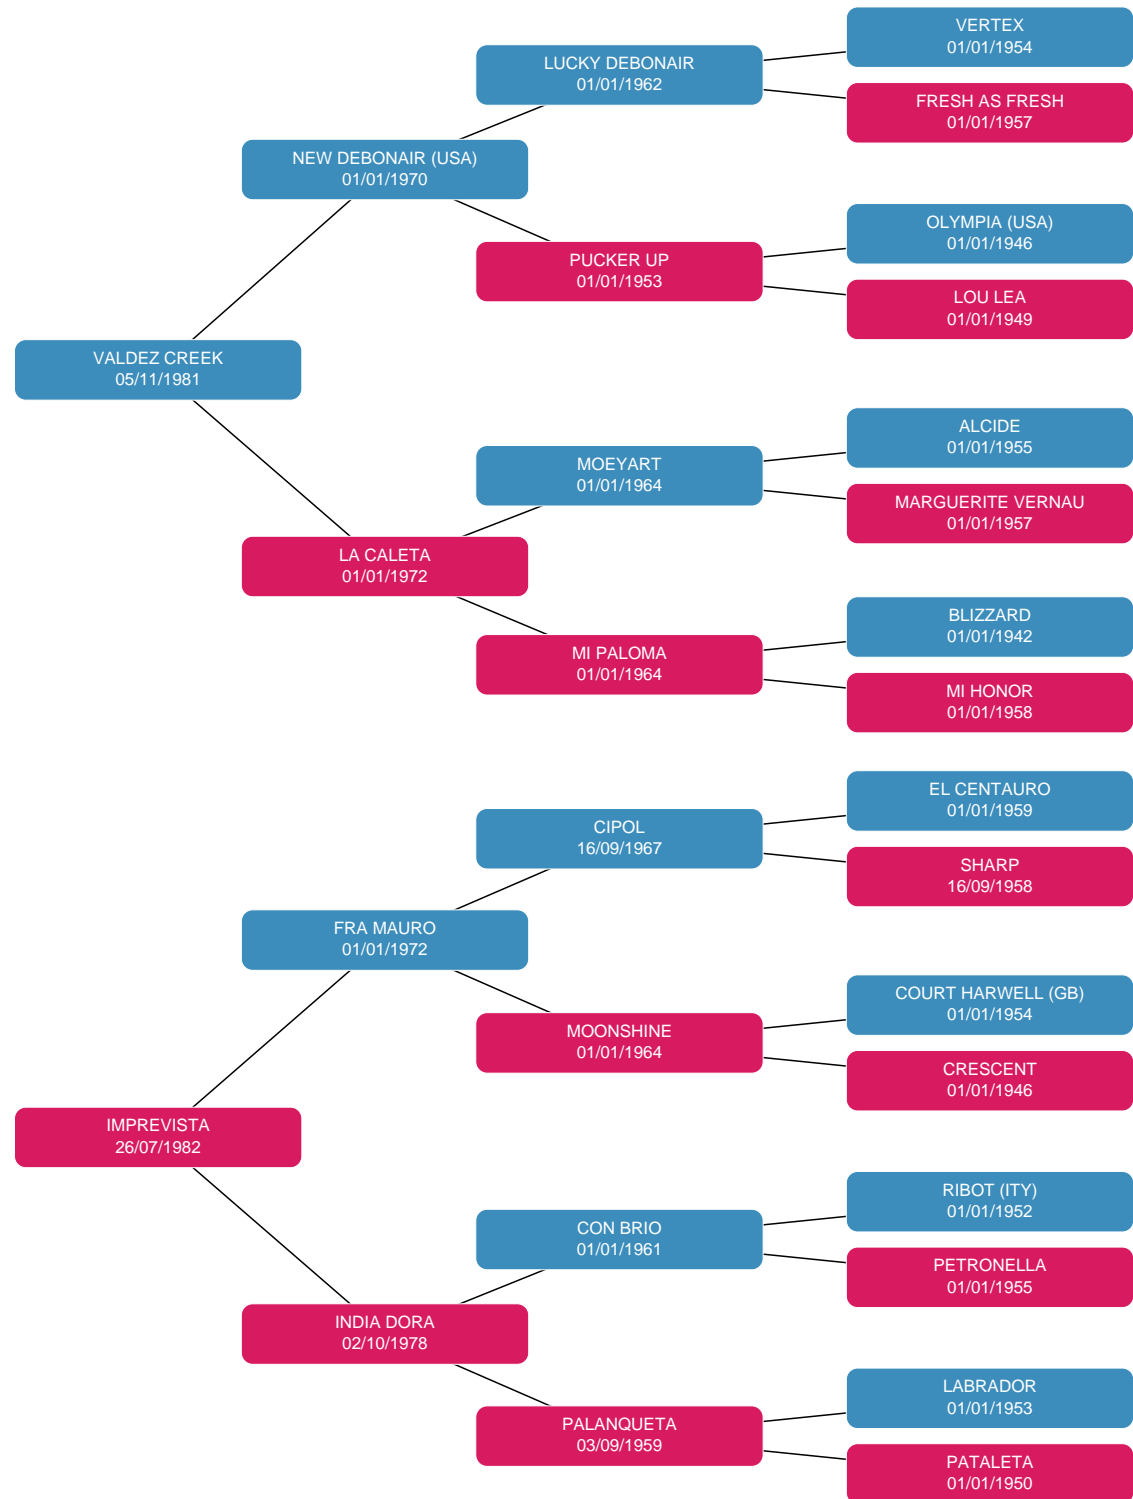 VERTEX
01/01/1954
LUCKY DEBONAIR
01/01/1962
FRESH AS FRESH
01/01/1957
NEW DEBONAIR (USA)
01/01/1970
OLYMPIA (USA)
01/01/1946
PUCKER UP
01/01/1953
LOU LEA
01/01/1949
VALDEZ CREEK
05/11/1981
ALCIDE
01/01/1955
MOEYART
01/01/1964
MARGUERITE VERNAU
01/01/1957
LA CALETA
01/01/1972
BLIZZARD
01/01/1942
MI PALOMA
01/01/1964
MI HONOR
01/01/1958
EL CENTAURO
01/01/1959
CIPOL
16/09/1967
SHARP
16/09/1958
FRA MAURO
01/01/1972
COURT HARWELL (GB)
01/01/1954
MOONSHINE
01/01/1964
CRESCENT
01/01/1946
IMPREVISTA
26/07/1982
RIBOT (ITY)
01/01/1952
CON BRIO
01/01/1961
PETRONELLA
01/01/1955
INDIA DORA
02/10/1978
LABRADOR
01/01/1953
PALANQUETA
03/09/1959
PATALETA
01/01/1950